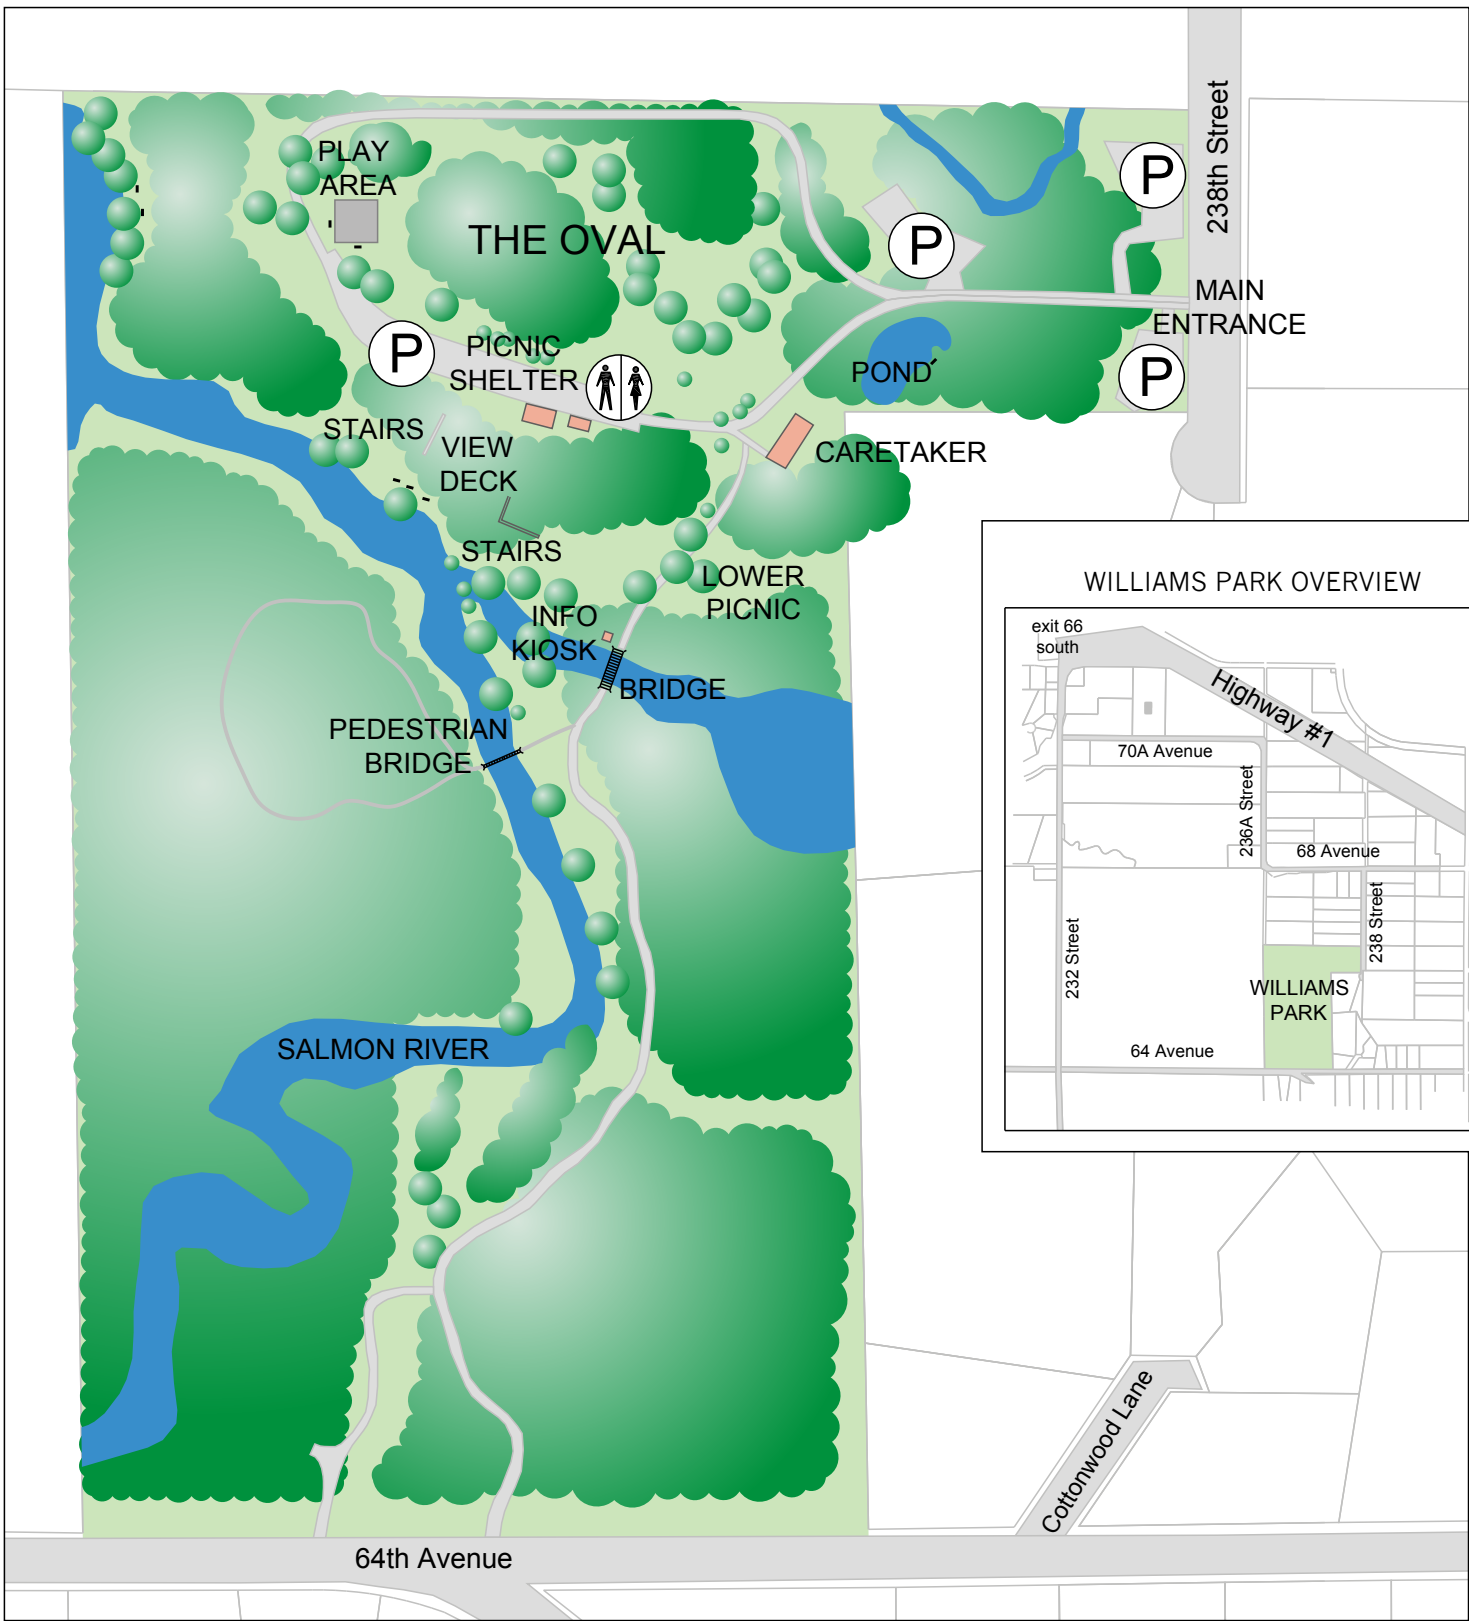 PLAY
AREA
THE OVAL
P
P
238th Street
MAIN
ENTRANCE
P
PICNIC
SHELTER
POND
P
STAIRS
VIEW
DECK
CARETAKER
STAIRS
LOWER
PICNIC
INFO
KIOSK
BRIDGE
PEDESTRIAN
BRIDGE
SALMON RIVER
64th Avenue
Cottonwood Lane
WILLIAMS PARK OVERVIEW
exit 66
south
Highway #1
70A Avenue
236A Street
68 Avenue
238 Street
232 Street
WILLIAMS
PARK
64 Avenue